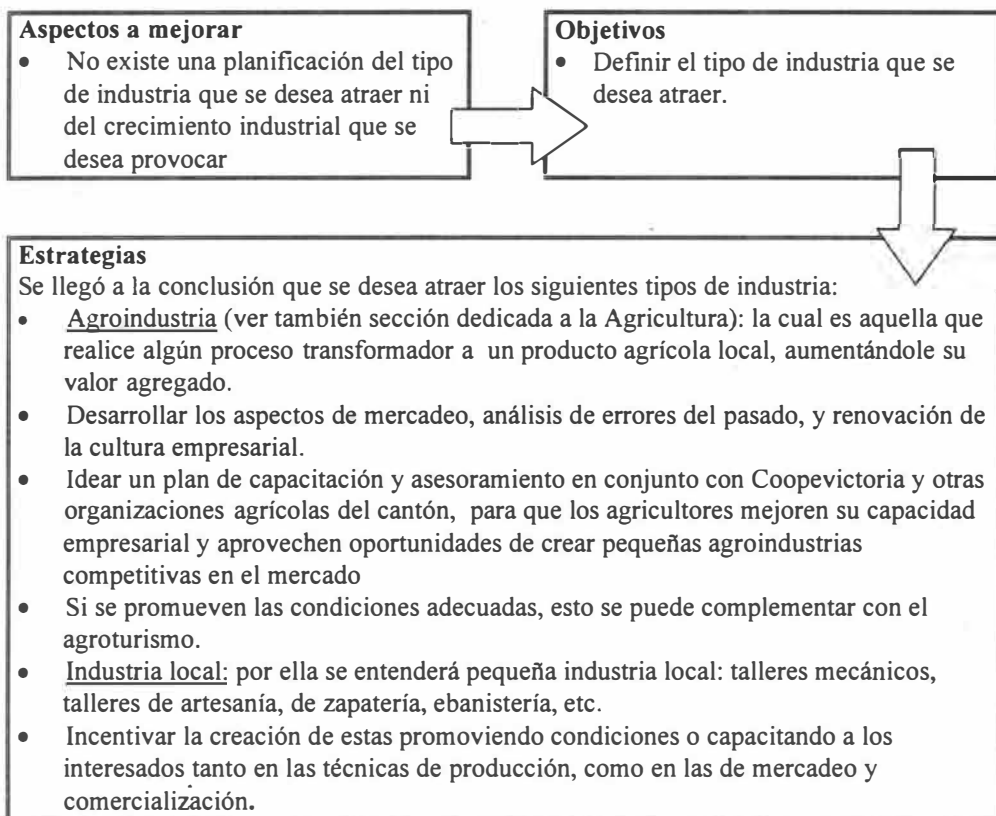 Aspectos a mejorar
• No existe una planificación del tipo
de industria que se desea atraer ni
del crecimiento industrial que se
desea provocar
Objetivos
• Definir el tipo de industria que se
desea atraer.
Estrategias
Se llegó a la conclusión que se desea atraer los siguientes tipos de industria:
• Agroindustria (ver también sección dedicada a la Agricultura): la cual es aquella que
realice algún proceso transformador a un producto agrícola local, aumentándole su
valor agregado.
• Desarrollar los aspectos de mercadeo, análisis de errores del pasado, y renovación de
la cultura empresarial.
• Idear un plan de capacitación y asesoramiento en conjunto con Coopevictoria y otras
organizaciones agrícolas del cantón, para que los agricultores mejoren su capacidad
empresarial y aprovechen oportunidades de crear pequeñas agroindustrias
competitivas en el mercado
• Si se promueven las condiciones adecuadas, esto se puede complementar con el
agroturismo.
• Industria local: por ella se entenderá pequeña industria local: talleres mecánicos,
talleres de artesanía, de zapatería, ebanistería, etc.
• Incentivar la creación de estas promoviendo condiciones o capacitando a los
interesados tanto en las técnicas de producción, como en las de mercadeo y
comercialización.